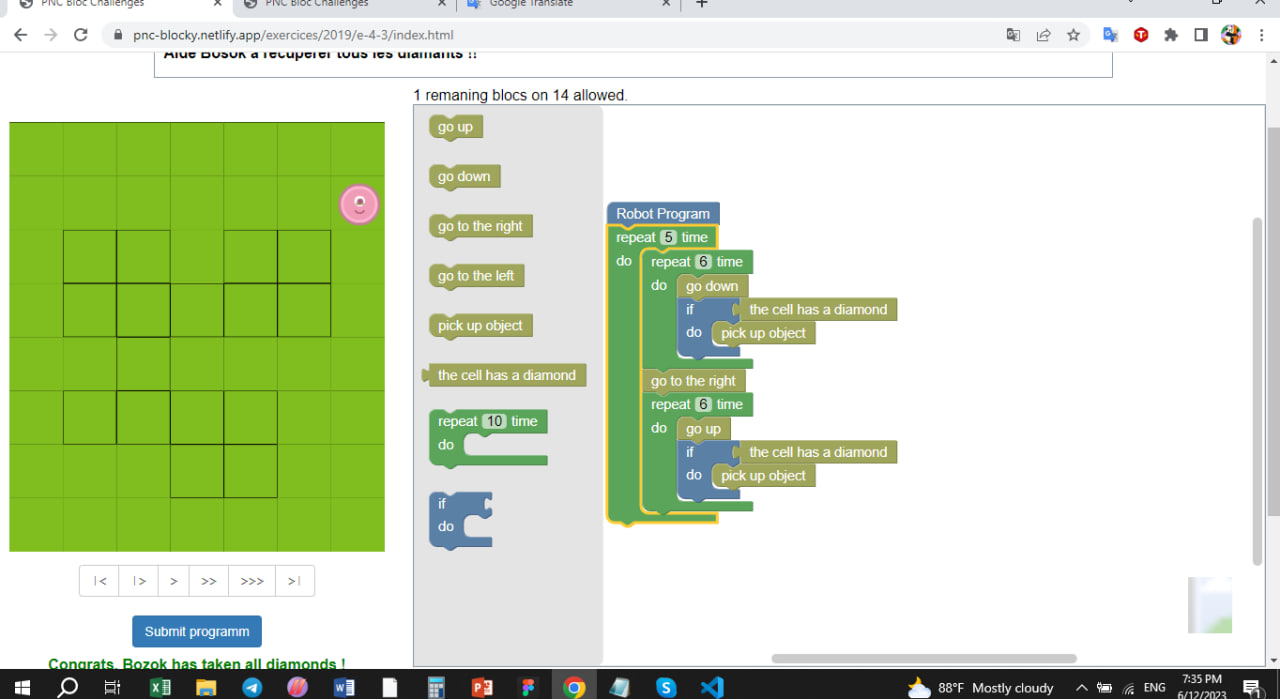 PNC Bloc Challenges
PNC Bloc Challenges
Google Translate
pnc-blocky.netlify.app/exercices/2019/e-4-3/index.html
Aide Bosok à récupérer tous les diamants !!
1 remaning blocs on 14 allowed.
go up
go down
go to the right
go to the left
pick up object
the cell has a diamond
repeat 10 time
do
if
do
Robot Program
repeat 5 time
do repeat 6 time
do go down
if the cell has a diamond
do pick up object
go to the right
repeat 6 time
do go up
if the cell has a diamond
do pick up object
|< |> > >> >>> >|
Submit programm
Congrats, Bozok has taken all diamonds !
88°F Mostly cloudy
ENG
7:35 PM
6/12/2023
1